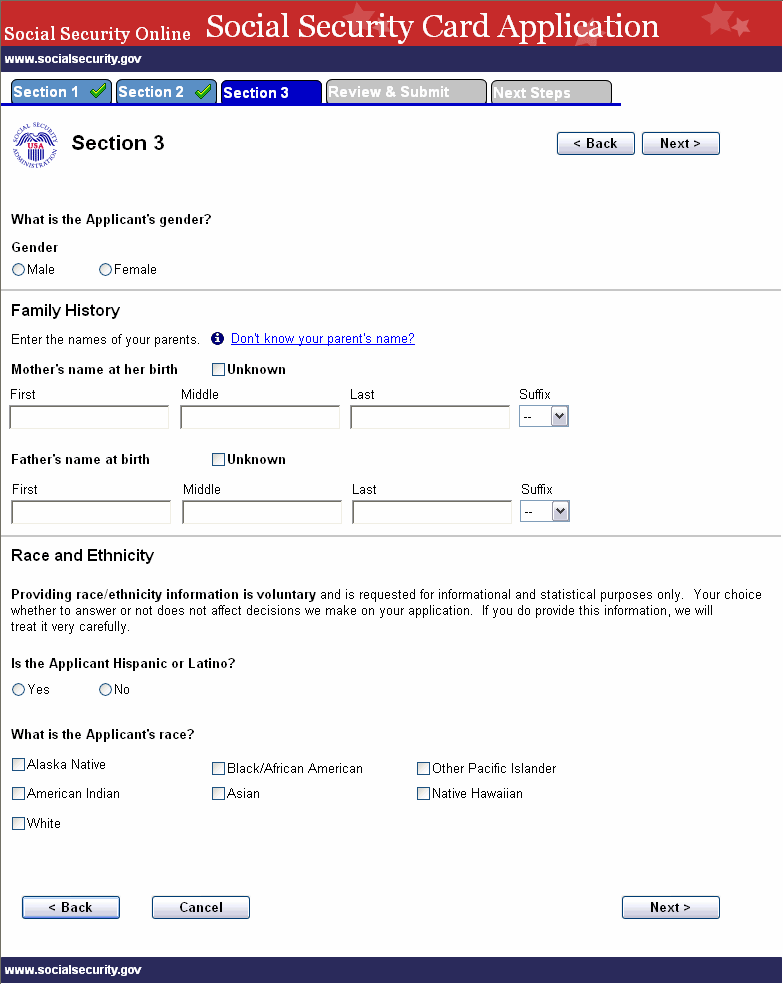 Social Security Online Social Security Card Application
www.socialsecurity.gov
Section 1 Section 2 Section 3 Review & Submit Next Steps
SOCIAL SECURITY ADMINISTRATION
USA
Section 3
< Back Next >
What is the Applicant's gender?
Gender
Male Female
Family History
Enter the names of your parents. Don't know your parent's name?
Mother's name at her birth Unknown
First Middle Last Suffix
--
Father's name at birth Unknown
First Middle Last Suffix
--
Race and Ethnicity
Providing race/ethnicity information is voluntary and is requested for informational and statistical purposes only. Your choice
whether to answer or not does not affect decisions we make on your application. If you do provide this information, we will
treat it very carefully.
Is the Applicant Hispanic or Latino?
Yes No
What is the Applicant's race?
Alaska Native Black/African American Other Pacific Islander
American Indian Asian Native Hawaiian
White
< Back Cancel Next >
www.socialsecurity.gov